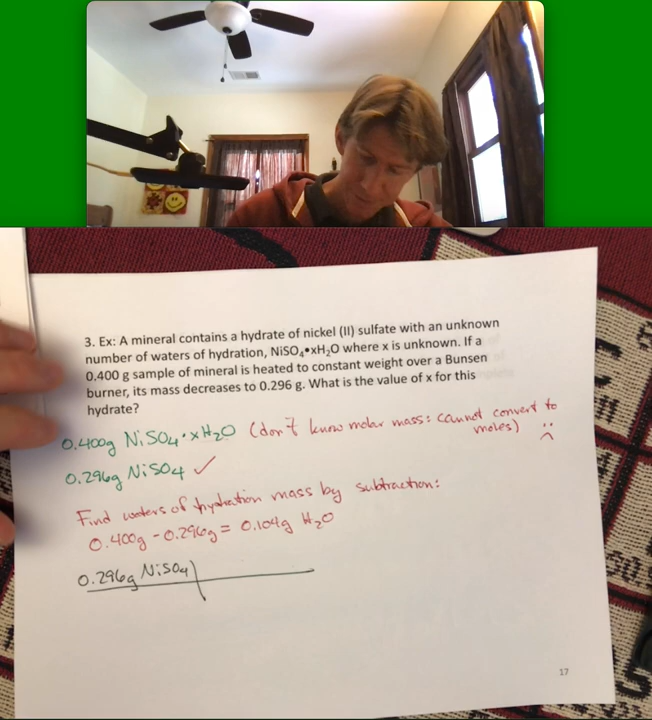 3. Ex: A mineral contains a hydrate of nickel (II) sulfate with an unknown
number of waters of hydration, NiSO₄•xH₂O where x is unknown. If a
0.400 g sample of mineral is heated to constant weight over a Bunsen
burner, its mass decreases to 0.296 g. What is the value of x for this
hydrate?
0.400g NiSO₄•xH₂O (don't know molar mass: cannot convert to
moles) :(
0.296g NiSO₄ ✓
Find waters of hydration mass by subtraction:
0.400g - 0.296g = 0.104g H₂O
0.296g NiSO₄
17